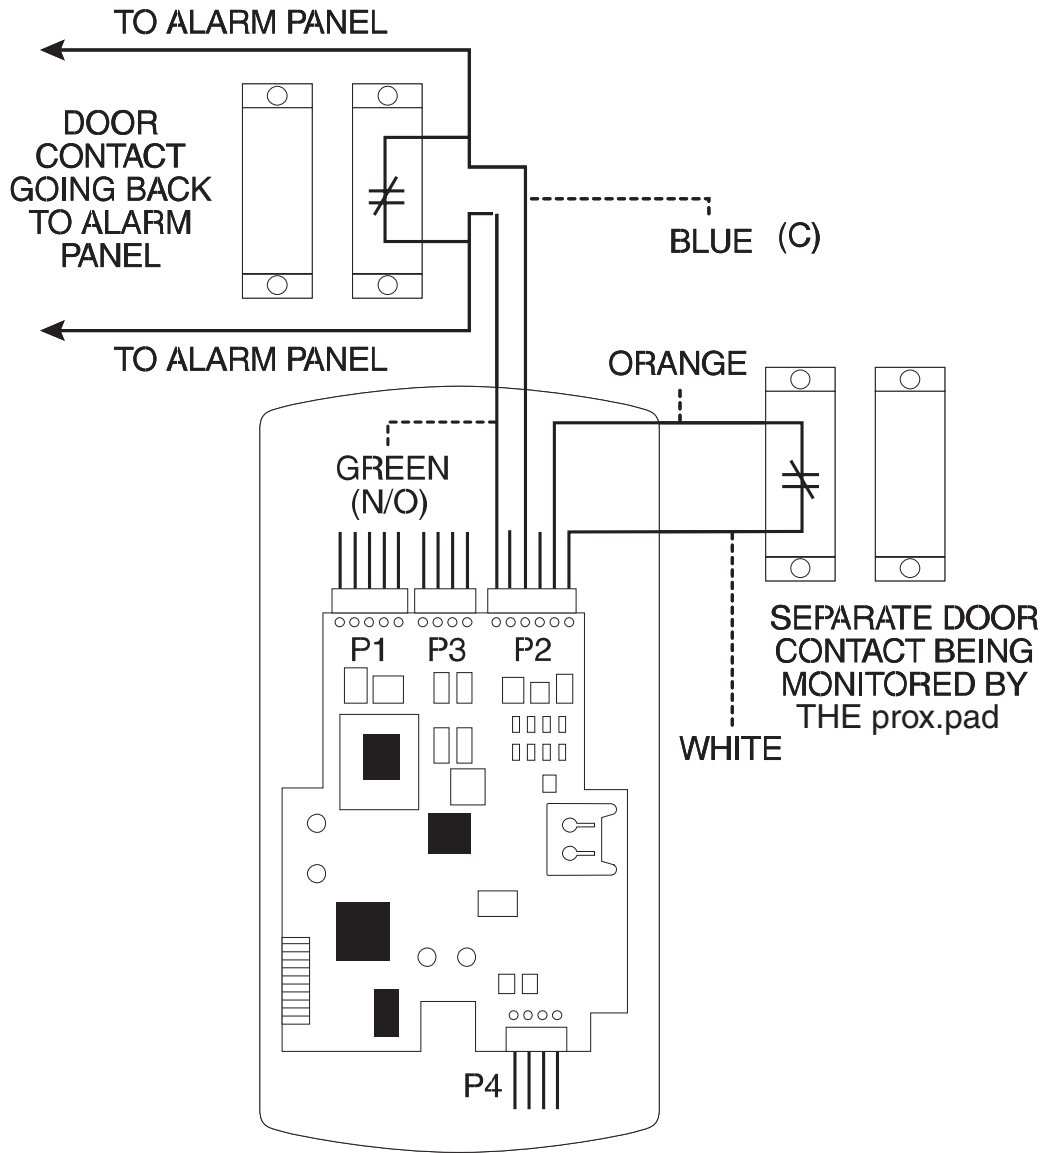 TO ALARM PANEL
DOOR
CONTACT
GOING BACK
TO ALARM
PANEL
BLUE (C)
TO ALARM PANEL
ORANGE
GREEN
(N/O)
SEPARATE DOOR
CONTACT BEING
MONITORED BY
THE prox.pad
P1 P3 P2
WHITE
P4